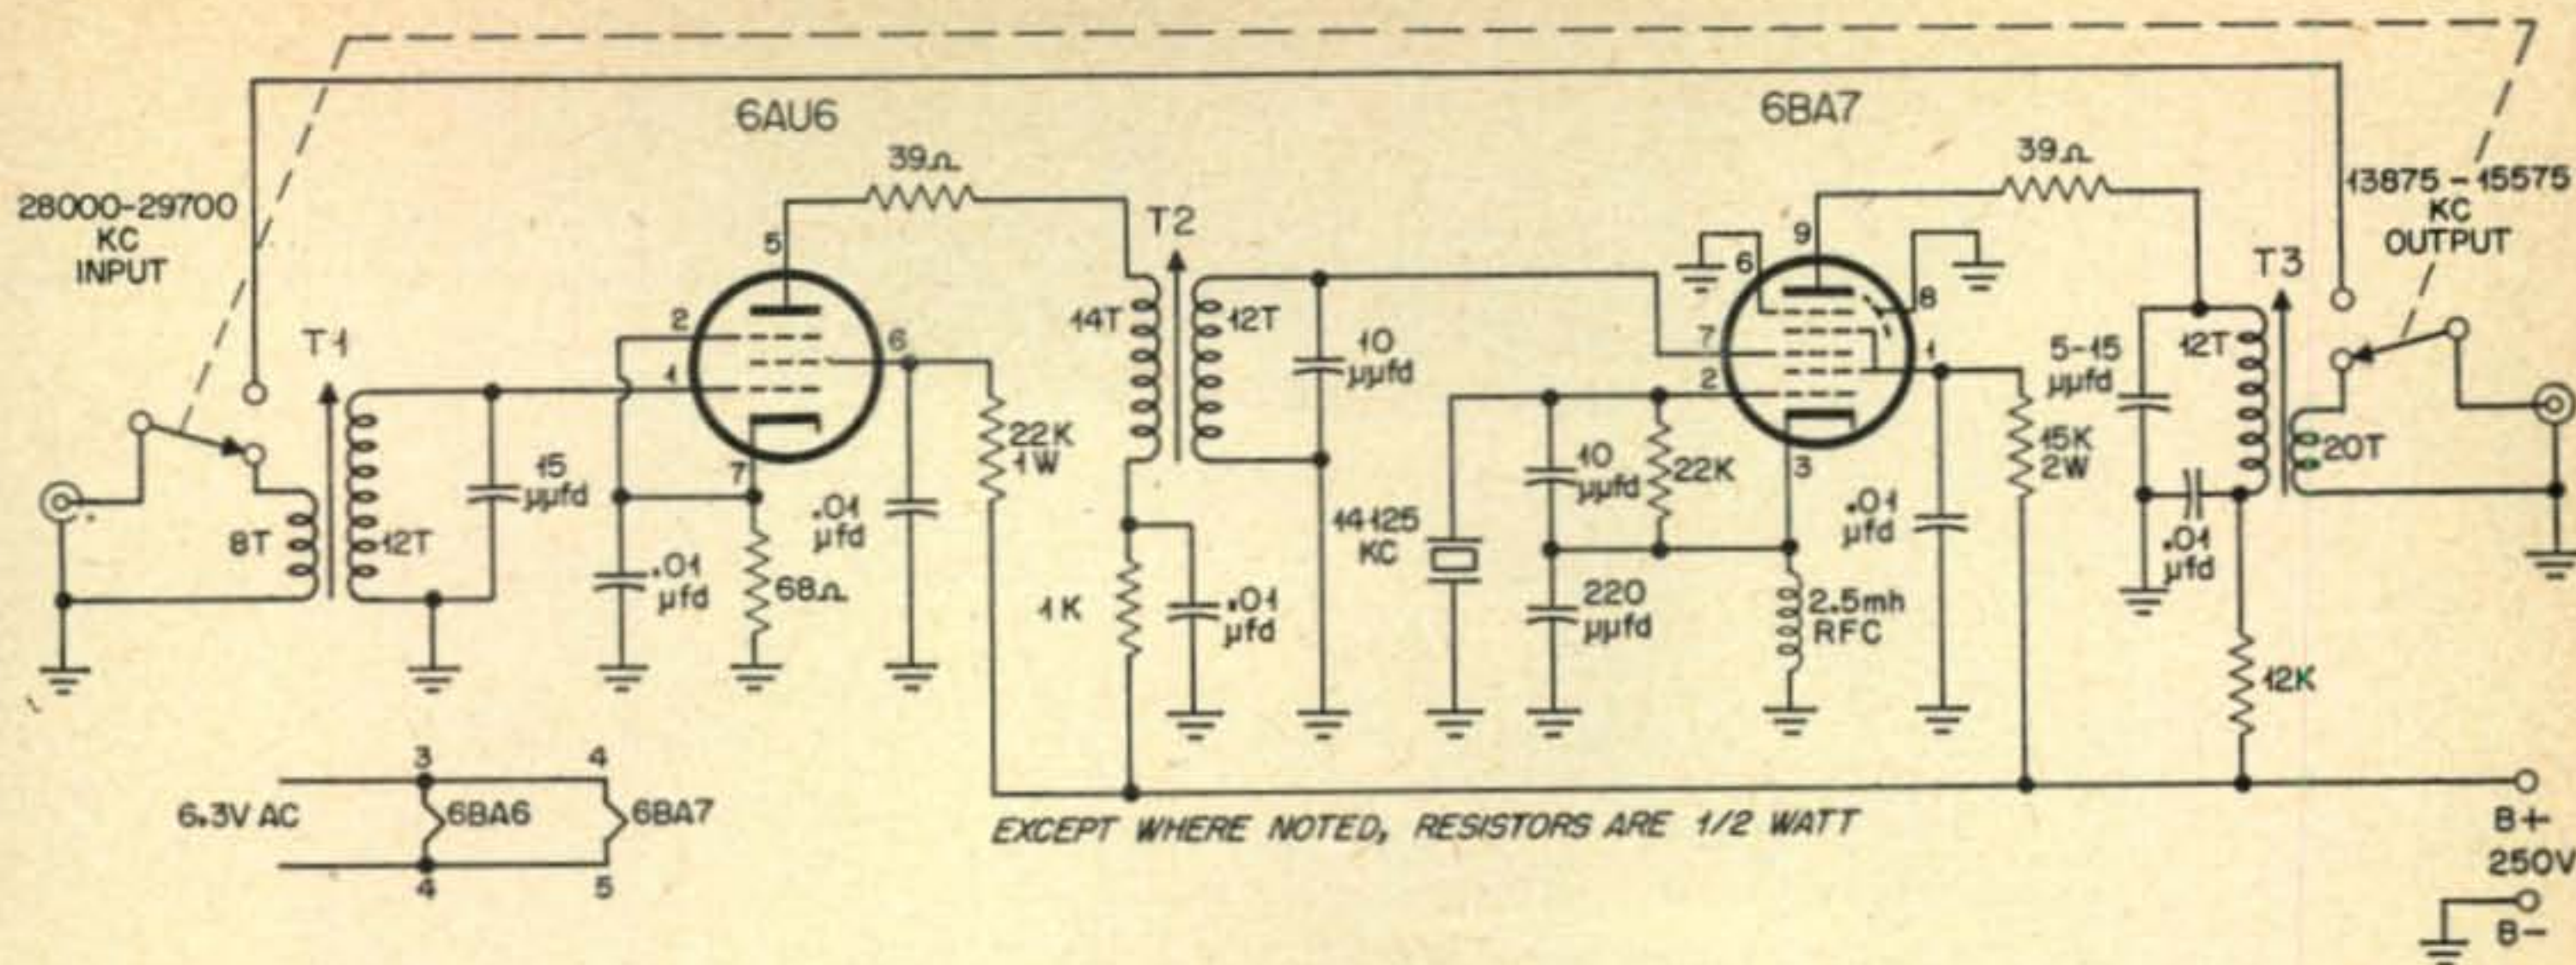 6AU6
6BA7
39Ω
39Ω
28000-29700
KC
INPUT
13875 - 15575
KC
OUTPUT
T1
T2
T3
5
2
1
6
7
8T
12T
15
µµfd
.01
µfd
68Ω
.01
µfd
22K
1W
14T
12T
10
µµfd
1K
.01
µfd
14125
KC
9
6
8
7
2
1
3
10
µµfd
22K
220
µµfd
2.5mh
RFC
.01
µfd
15K
2W
5-15
µµfd
12T
20T
.01
µfd
12K
6.3V AC
3
4
6BA6
6BA7
4
5
EXCEPT WHERE NOTED, RESISTORS ARE 1/2 WATT
B+
250V
B-